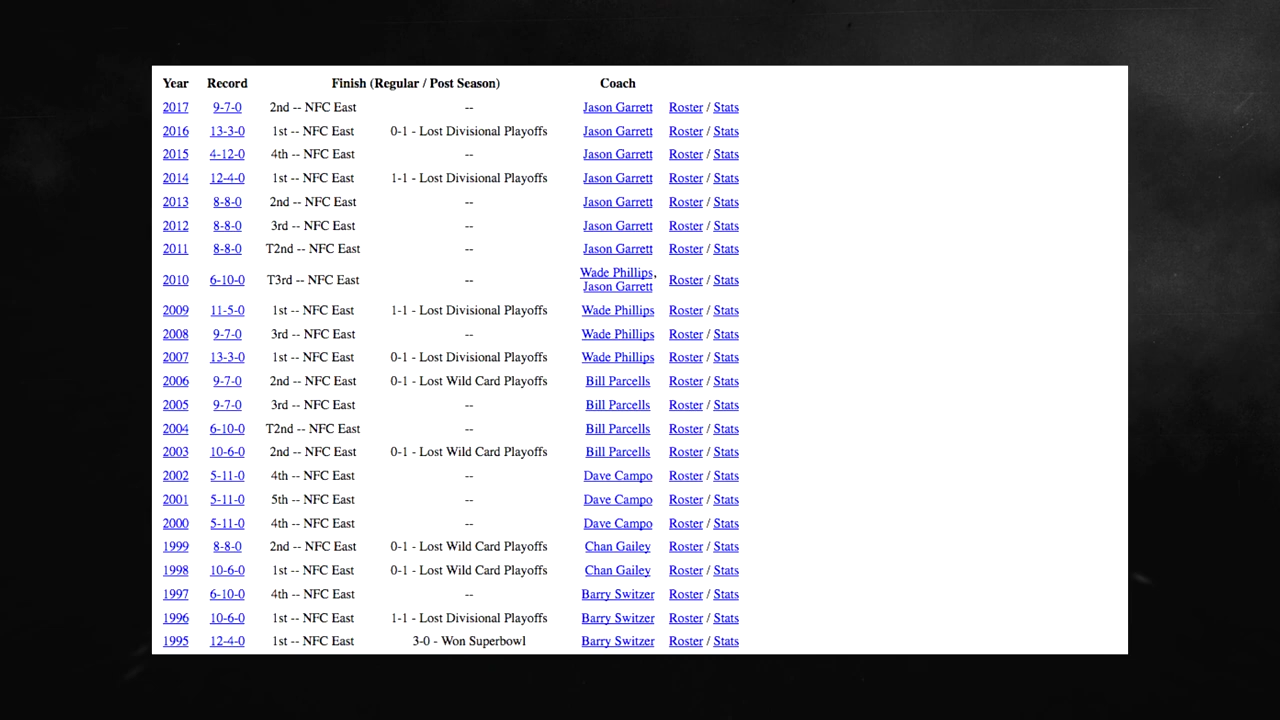 Year Record Finish (Regular / Post Season) Coach
2017 9-7-0 2nd -- NFC East -- Jason Garrett Roster / Stats
2016 13-3-0 1st -- NFC East 0-1 - Lost Divisional Playoffs Jason Garrett Roster / Stats
2015 4-12-0 4th -- NFC East -- Jason Garrett Roster / Stats
2014 12-4-0 1st -- NFC East 1-1 - Lost Divisional Playoffs Jason Garrett Roster / Stats
2013 8-8-0 2nd -- NFC East -- Jason Garrett Roster / Stats
2012 8-8-0 3rd -- NFC East -- Jason Garrett Roster / Stats
2011 8-8-0 T2nd -- NFC East -- Jason Garrett Roster / Stats
2010 6-10-0 T3rd -- NFC East -- Wade Phillips, Jason Garrett Roster / Stats
2009 11-5-0 1st -- NFC East 1-1 - Lost Divisional Playoffs Wade Phillips Roster / Stats
2008 9-7-0 3rd -- NFC East -- Wade Phillips Roster / Stats
2007 13-3-0 1st -- NFC East 0-1 - Lost Divisional Playoffs Wade Phillips Roster / Stats
2006 9-7-0 2nd -- NFC East 0-1 - Lost Wild Card Playoffs Bill Parcells Roster / Stats
2005 9-7-0 3rd -- NFC East -- Bill Parcells Roster / Stats
2004 6-10-0 T2nd -- NFC East -- Bill Parcells Roster / Stats
2003 10-6-0 2nd -- NFC East 0-1 - Lost Wild Card Playoffs Bill Parcells Roster / Stats
2002 5-11-0 4th -- NFC East -- Dave Campo Roster / Stats
2001 5-11-0 5th -- NFC East -- Dave Campo Roster / Stats
2000 5-11-0 4th -- NFC East -- Dave Campo Roster / Stats
1999 8-8-0 2nd -- NFC East 0-1 - Lost Wild Card Playoffs Chan Gailey Roster / Stats
1998 10-6-0 1st -- NFC East 0-1 - Lost Wild Card Playoffs Chan Gailey Roster / Stats
1997 6-10-0 4th -- NFC East -- Barry Switzer Roster / Stats
1996 10-6-0 1st -- NFC East 1-1 - Lost Divisional Playoffs Barry Switzer Roster / Stats
1995 12-4-0 1st -- NFC East 3-0 - Won Superbowl Barry Switzer Roster / Stats